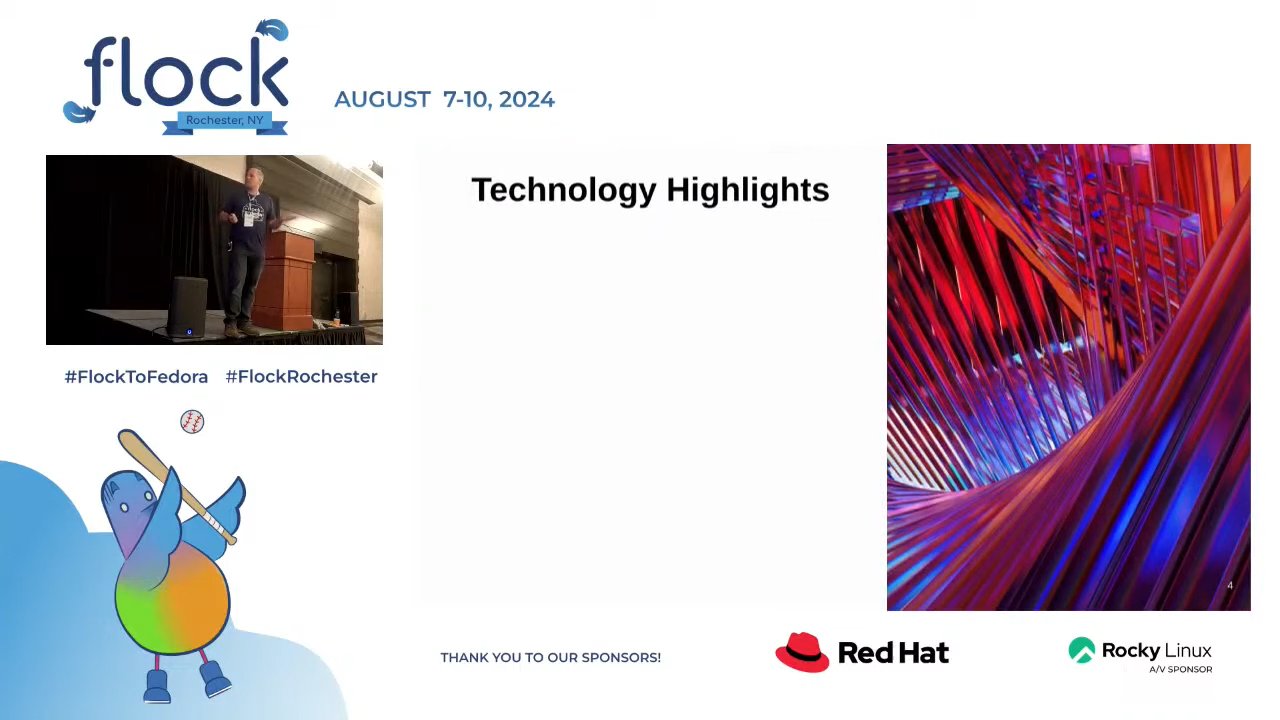 flock
Rochester, NY
AUGUST 7-10, 2024
Technology Highlights
#FlockToFedora #FlockRochester
4
THANK YOU TO OUR SPONSORS!
Red Hat
Rocky Linux
A/V SPONSOR